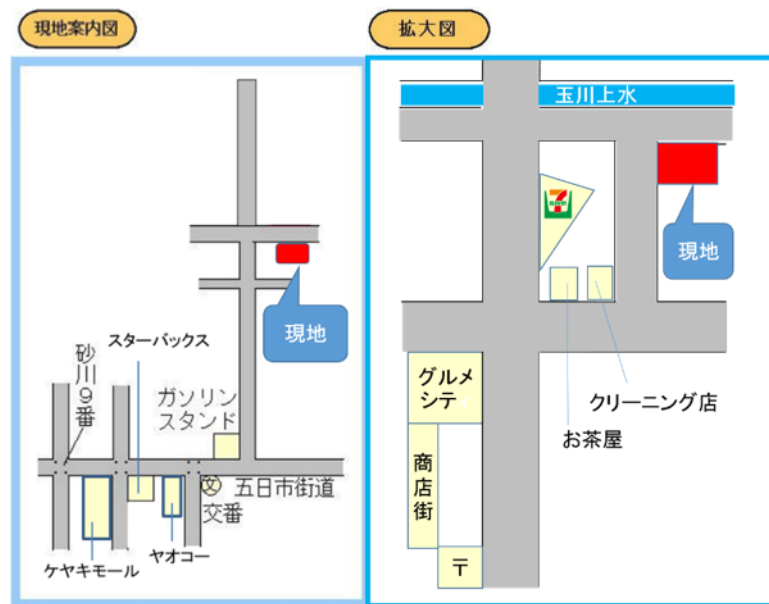 現地案内図
拡大図
玉川上水
現地
現地
スターバックス
砂川9番
ガソリン
スタンド
文
五日市街道
交番
ヤオコー
ケヤキモール
7
グルメ
シティ
クリーニング店
お茶屋
商店街
〒